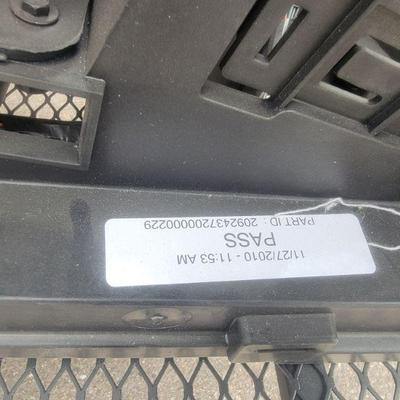 11/27/2010 - 11:53 AM
PASS
PART ID : 2092437200000229